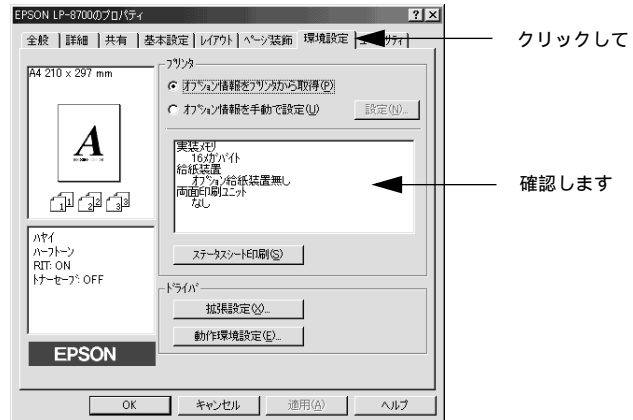 EPSON LP-8700のプロパティ
全般 詳細 共有 基本設定 レイアウト ページ装飾 環境設定
クリックして
A4 210 x 297 mm
A
1 1 2 2 3 3
プリンタ
オプション情報をプリンタから取得(P)
オプション情報を手動で設定(U)
設定(N)...
実装メモリ
16メガバイト
給紙装置
オプション給紙装置無し
両面印刷ユニット
なし
確認します
ステータスシート印刷(S)
ハヤイ
ハーフトーン
RIT: ON
トナーセーブ: OFF
EPSON
ドライバ
拡張設定(X)...
動作環境設定(E)...
OK キャンセル 適用(A) ヘルプ